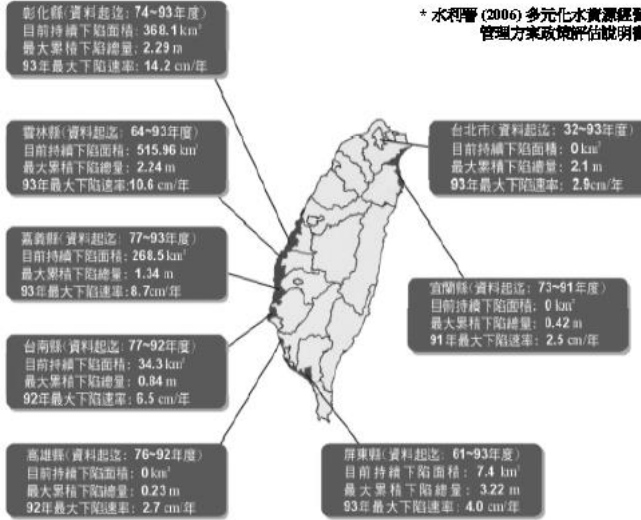 彰化縣(資料起迄: 74~93年度)
目前持續下陷面積: 368.1 km²
最大累積下陷總量: 2.29 m
93年最大下陷速率: 14.2 cm/年
* 水利署 (2006) 多元化水資源經營
管理方案政策評估說明書
雲林縣(資料起迄: 64~93年度)
目前持續下陷面積: 515.96 km²
最大累積下陷總量: 2.24 m
93年最大下陷速率: 10.6 cm/年
台北市(資料起迄: 32~93年度)
目前持續下陷面積: 0 km²
最大累積下陷總量: 2.1 m
93年最大下陷速率: 2.9cm/年
嘉義縣(資料起迄: 77~93年度)
目前持續下陷面積: 268.5 km²
最大累積下陷總量: 1.34 m
93年最大下陷速率: 8.7cm/年
宜蘭縣(資料起迄: 73~91年度)
目前持續下陷面積: 0 km²
最大累積下陷總量: 0.42 m
91年最大下陷速率: 2.5 cm/年
台南縣(資料起迄: 77~92年度)
目前持續下陷面積: 34.3 km²
最大累積下陷總量: 0.84 m
92年最大下陷速率: 6.5 cm/年
高雄縣(資料起迄: 76~92年度)
目前持續下陷面積: 0 km²
最大累積下陷總量: 0.23 m
92年最大下陷速率: 2.7 cm/年
屏東縣(資料起迄: 61~93年度)
目前持續下陷面積: 7.4 km²
最大累積下陷總量: 3.22 m
93年最大下陷速率: 4.0 cm/年